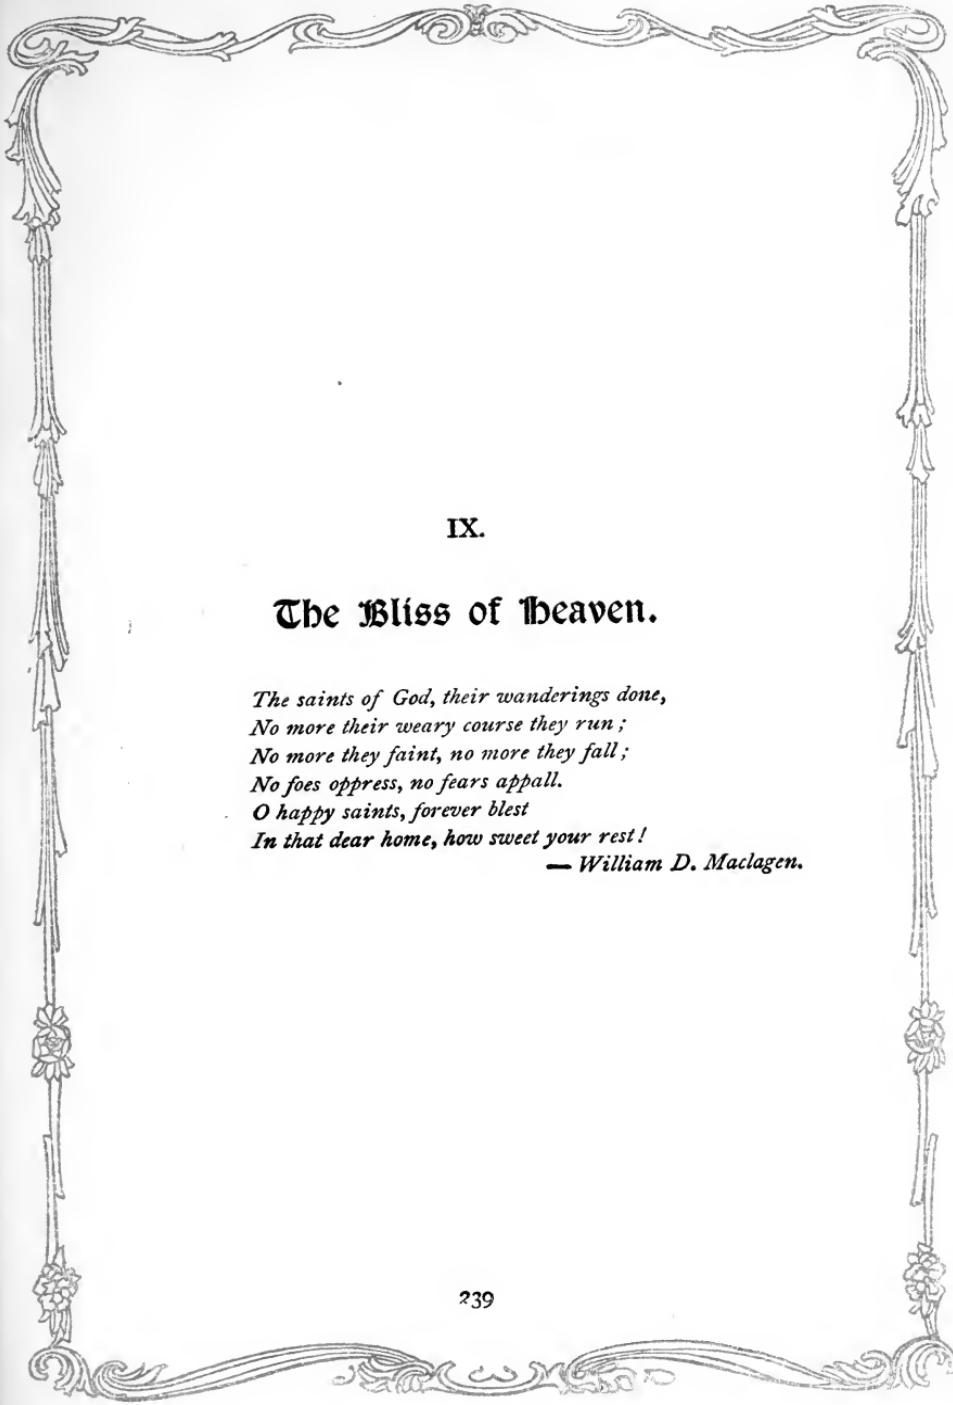 IX.
The Bliss of Heaven.
The saints of God, their wanderings done,
No more their weary course they run ;
No more they faint, no more they fall ;
No foes oppress, no fears appall.
O happy saints, forever blest
In that dear home, how sweet your rest !
— William D. Maclagen.
239